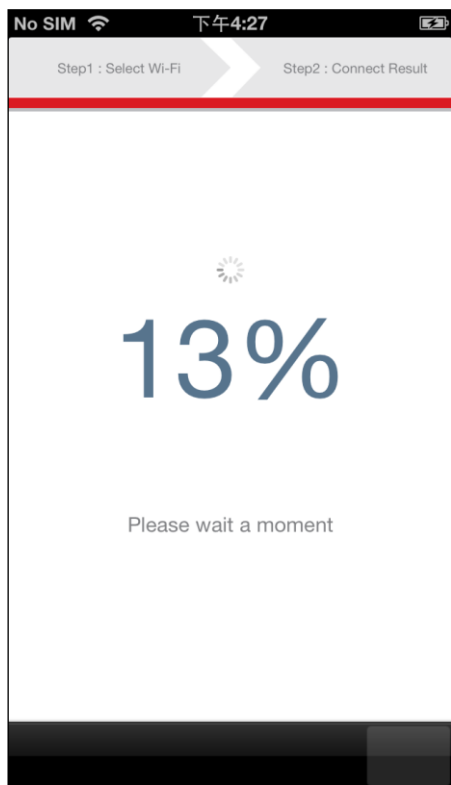 No SIM 下午4:27
Step1 : Select Wi-Fi Step2 : Connect Result
13%
Please wait a moment